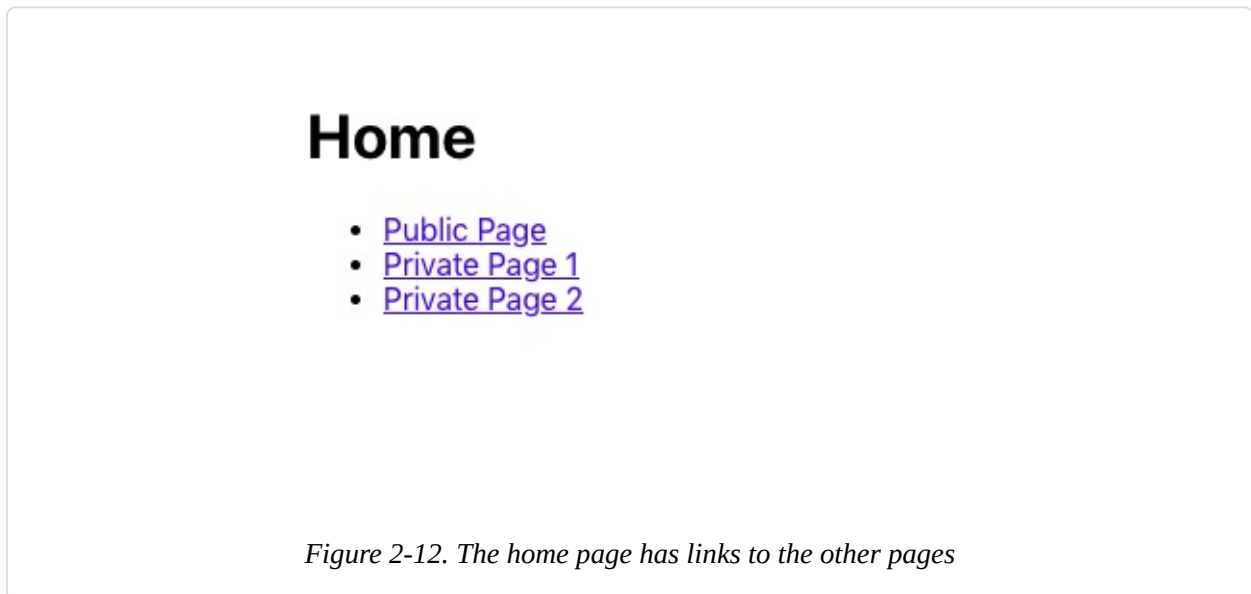 Home
• Public Page
• Private Page 1
• Private Page 2
Figure 2-12. The home page has links to the other pages